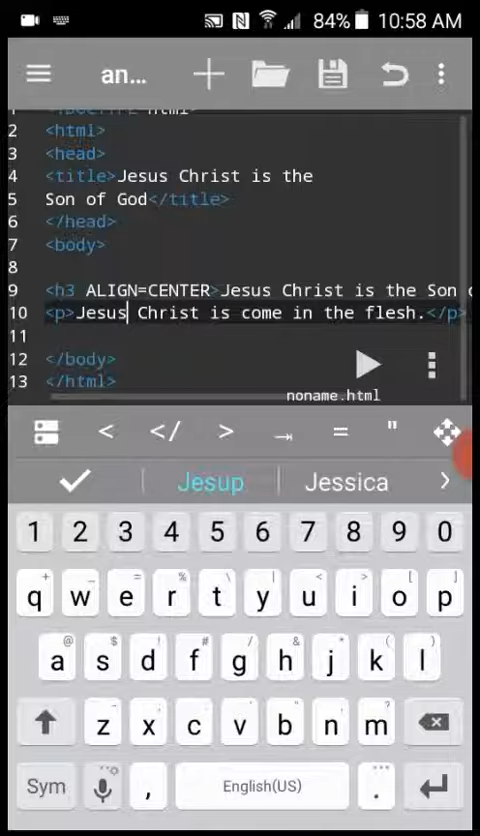 84% 10:58 AM
an...
1 <!DOCTYPE html>
2 <html>
3 <head>
4 <title>Jesus Christ is the
5 Son of God</title>
6 </head>
7 <body>
8
9 <h3 ALIGN=CENTER>Jesus Christ is the Son o
10 <p>Jesus Christ is come in the flesh.</p>
11
12 </body>
13 </html>
noname.html
< </ > = "
Jesup Jessica >
1 2 3 4 5 6 7 8 9 0
q w e r t y u i o p
a s d f g h j k l
z x c v b n m
Sym , English(US) .